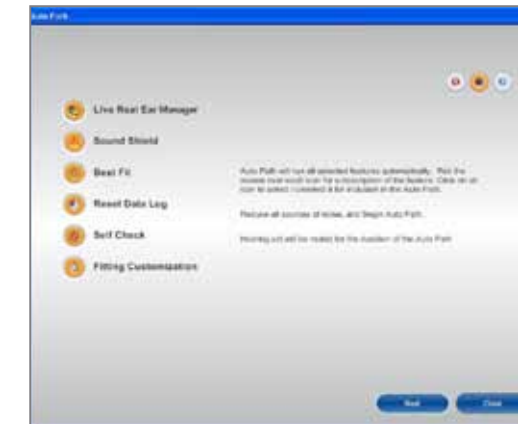 Auto Path
Live Real Ear Manager
Sound Shield
Best Fit
Auto Path will run all selected features automatically. Roll the
mouse over each icon for a description of the feature. Click on an
icon to select / deselect it for inclusion in the Auto Path.
Reset Data Log
Reduce all sources of noise, and Begin Auto Path.
Self Check
Hearing aid will be muted for the duration of the Auto Path
Fitting Customization
Close